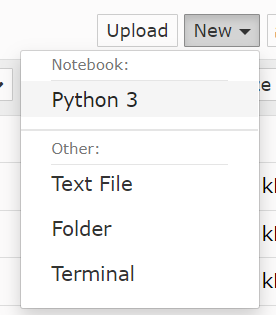 Upload New
Notebook:
Python 3
Other:
Text File
Folder
Terminal